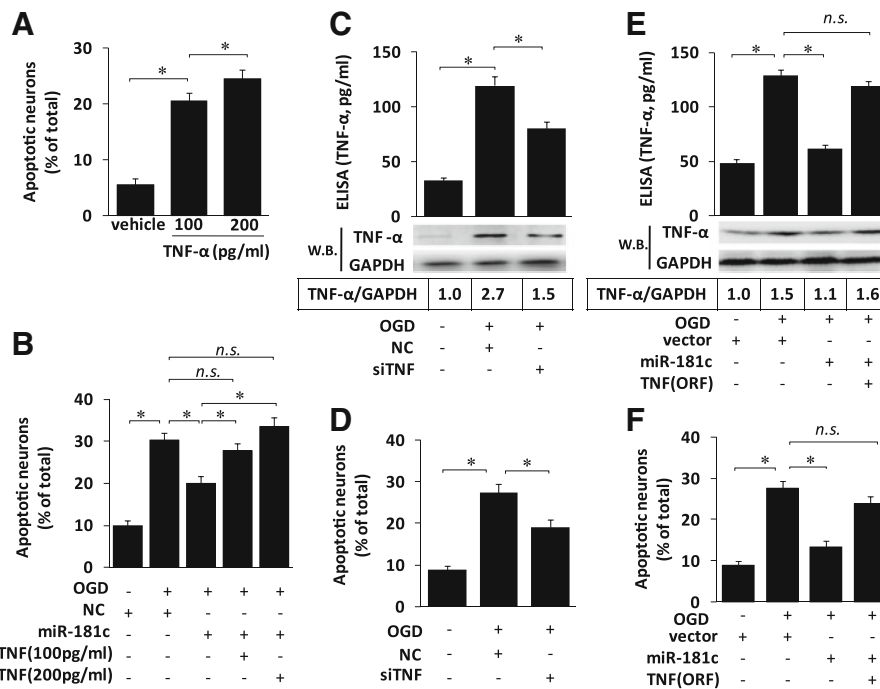 A
Apoptotic neurons
(% of total)
30
20
10
0
*
*
vehicle 100 200
TNF-α (pg/ml)
B
Apoptotic neurons
(% of total)
40
30
20
10
0
n.s.
n.s.
*
* * *
OGD - + + + +
NC + + - - -
miR-181c - - + + +
TNF(100pg/ml) - - - + -
TNF(200pg/ml) - - - - +
C
ELISA (TNF-α, pg/ml)
150
100
50
0
*
*
W.B.
TNF-α
GAPDH
TNF-α/GAPDH 1.0 2.7 1.5
OGD - + +
NC - + -
siTNF - - +
D
Apoptotic neurons
(% of total)
40
30
20
10
0
* *
OGD - + +
NC - + -
siTNF - - +
E
ELISA (TNF-α, pg/ml)
150
100
50
0
n.s.
* *
W.B.
TNF-α
GAPDH
TNF-α/GAPDH 1.0 1.5 1.1 1.6
OGD - + + +
vector + + - -
miR-181c - - + +
TNF(ORF) - - - +
F
Apoptotic neurons
(% of total)
40
30
20
10
0
n.s.
* *
OGD - + + +
vector + + - -
miR-181c - - + +
TNF(ORF) - - - +